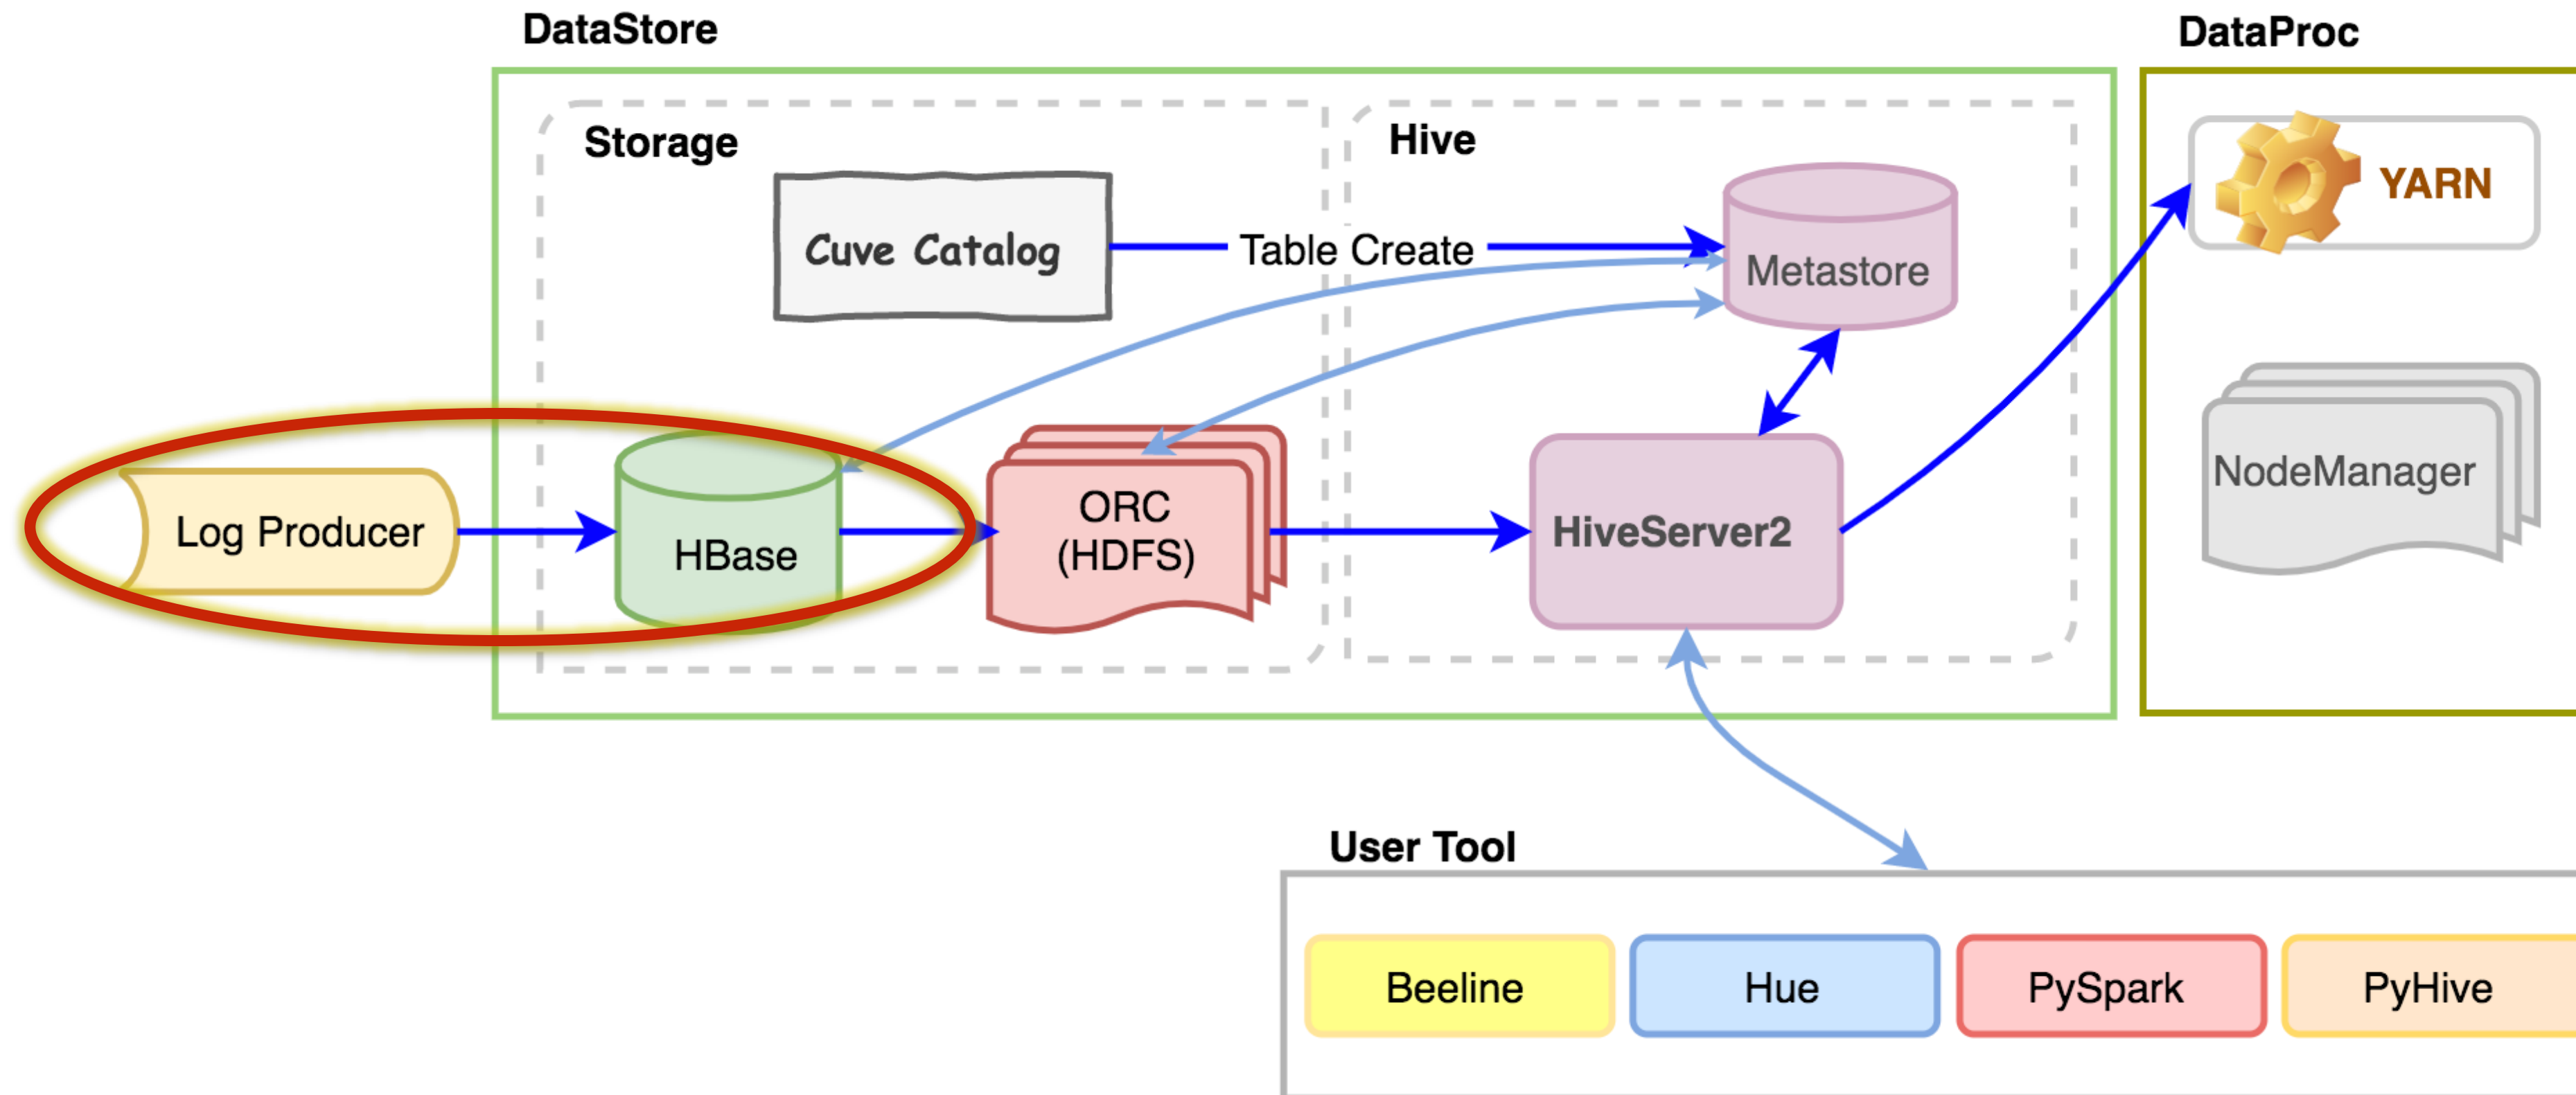 DataStore
DataProc
Storage
Hive
Cuve Catalog
Table Create
Metastore
YARN
Log Producer
HBase
ORC
(HDFS)
HiveServer2
NodeManager
User Tool
Beeline
Hue
PySpark
PyHive